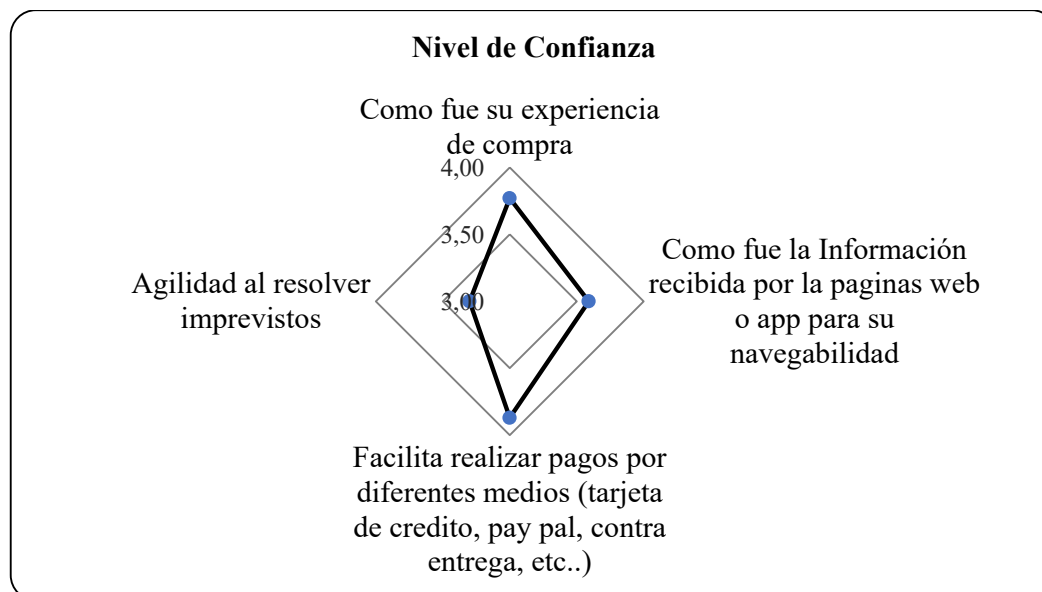 Nivel de Confianza
Como fue su experiencia
de compra
4,00
3,50
3,00
Como fue la Información
recibida por la paginas web
o app para su
navegabilidad
Agilidad al resolver
imprevistos
Facilita realizar pagos por
diferentes medios (tarjeta
de credito, pay pal, contra
entrega, etc..)